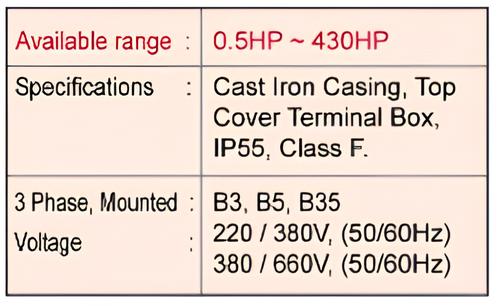 Available range : 0.5HP ~ 430HP
Specifications : Cast Iron Casing, Top
Cover Terminal Box,
IP55, Class F.
3 Phase, Mounted : B3, B5, B35
Voltage : 220 / 380V, (50/60Hz)
380 / 660V, (50/60Hz)